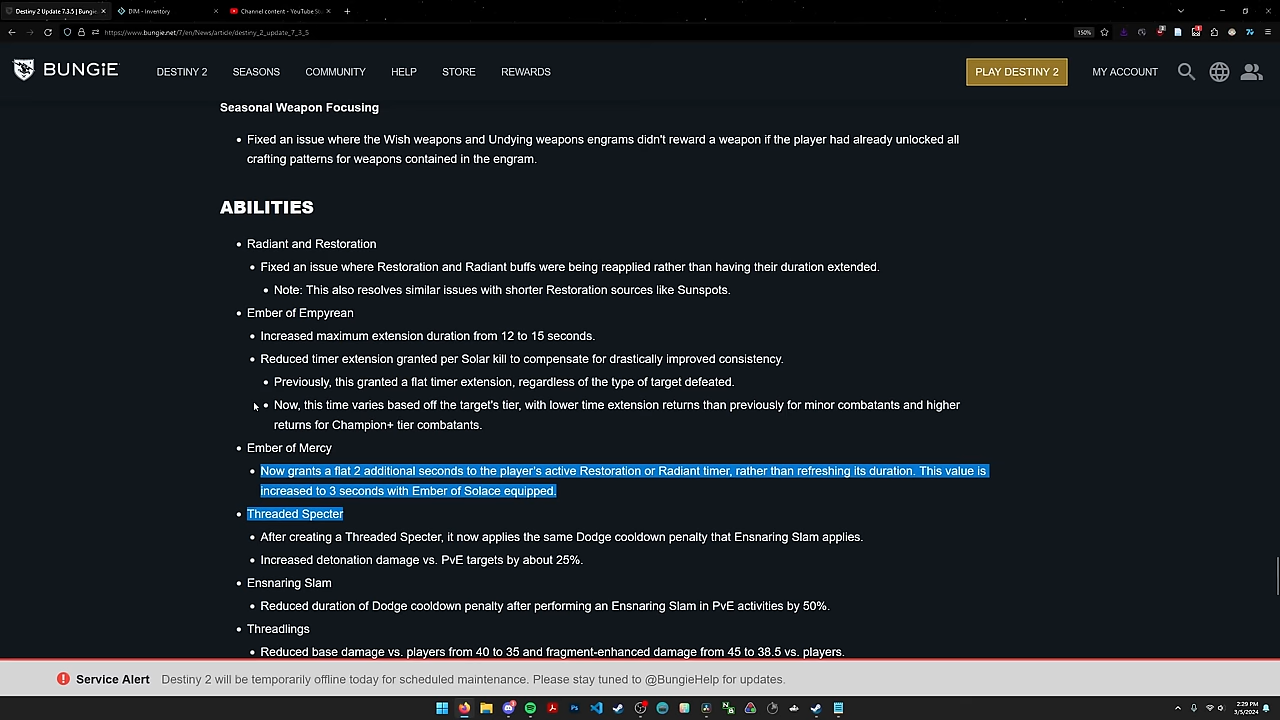 Destiny 2 Update 7.3.5 | Bungie
DIM - Inventory
Channel content - YouTube St
https://www.bungie.net/7/en/News/article/destiny_2_update_7_3_5
150%
BUNGiE
DESTINY 2
SEASONS
COMMUNITY
HELP
STORE
REWARDS
PLAY DESTINY 2
MY ACCOUNT
Seasonal Weapon Focusing
• Fixed an issue where the Wish weapons and Undying weapons engrams didn't reward a weapon if the player had already unlocked all
crafting patterns for weapons contained in the engram.
ABILITIES
• Radiant and Restoration
• Fixed an issue where Restoration and Radiant buffs were being reapplied rather than having their duration extended.
• Note: This also resolves similar issues with shorter Restoration sources like Sunspots.
• Ember of Empyrean
• Increased maximum extension duration from 12 to 15 seconds.
• Reduced timer extension granted per Solar kill to compensate for drastically improved consistency.
• Previously, this granted a flat timer extension, regardless of the type of target defeated.
• Now, this time varies based off the target's tier, with lower time extension returns than previously for minor combatants and higher
returns for Champion+ tier combatants.
• Ember of Mercy
• Now grants a flat 2 additional seconds to the player's active Restoration or Radiant timer, rather than refreshing its duration. This value is
increased to 3 seconds with Ember of Solace equipped.
• Threaded Specter
• After creating a Threaded Specter, it now applies the same Dodge cooldown penalty that Ensnaring Slam applies.
• Increased detonation damage vs. PvE targets by about 25%.
• Ensnaring Slam
• Reduced duration of Dodge cooldown penalty after performing an Ensnaring Slam in PvE activities by 50%.
• Threadlings
• Reduced base damage vs. players from 40 to 35 and fragment-enhanced damage from 45 to 38.5 vs. players.
Service Alert Destiny 2 will be temporarily offline today for scheduled maintenance. Please stay tuned to @BungieHelp for updates.
2:29 PM
3/5/2024